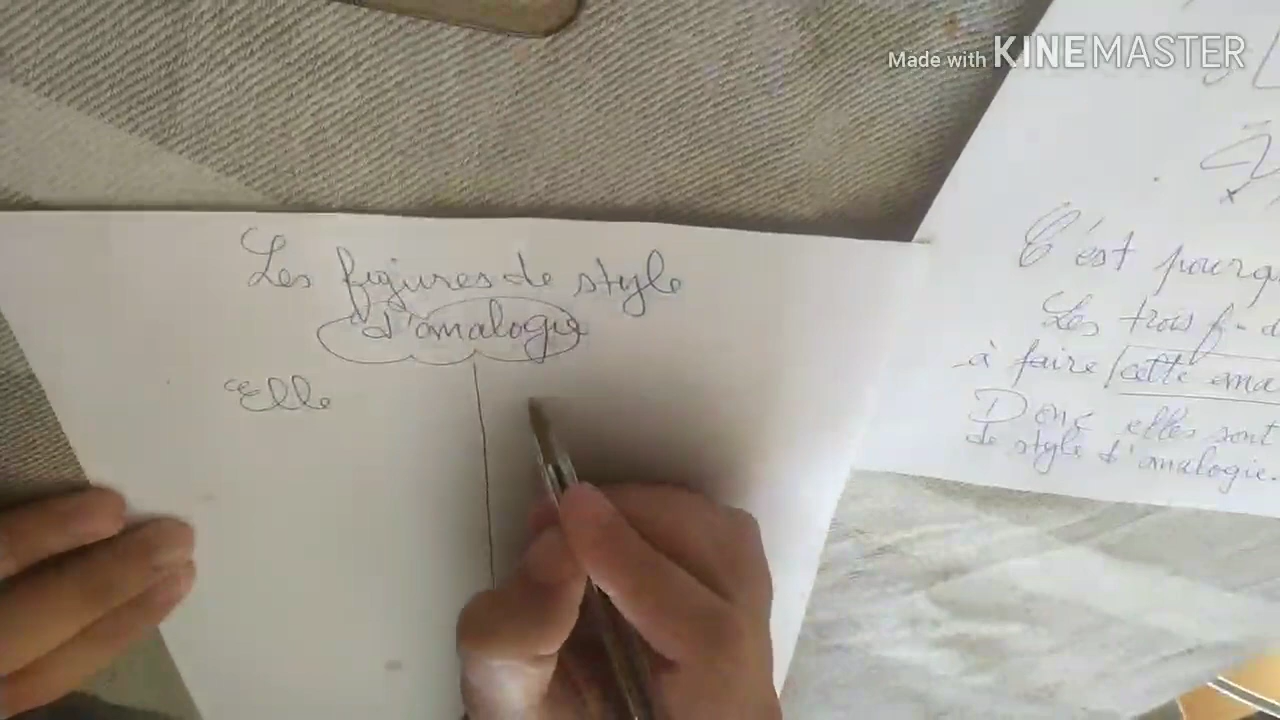 Made with KINEMASTER
Les figures de style
d'analogie
Elle
C'est pourq
Les trois f. d
à faire cette ana
Donc elles sont
de style d'analogie.